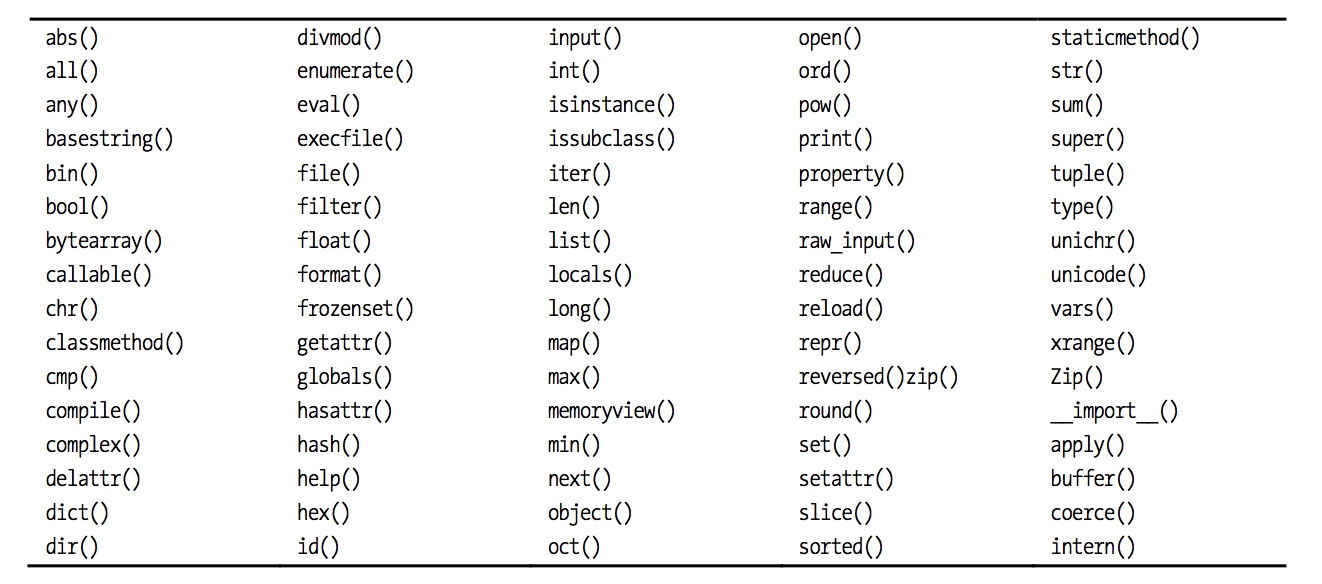 abs() divmod() input() open() staticmethod()
all() enumerate() int() ord() str()
any() eval() isinstance() pow() sum()
basestring() execfile() issubclass() print() super()
bin() file() iter() property() tuple()
bool() filter() len() range() type()
bytearray() float() list() raw_input() unichr()
callable() format() locals() reduce() unicode()
chr() frozenset() long() reload() vars()
classmethod() getattr() map() repr() xrange()
cmp() globals() max() reversed()zip() Zip()
compile() hasattr() memoryview() round() __import__()
complex() hash() min() set() apply()
delattr() help() next() setattr() buffer()
dict() hex() object() slice() coerce()
dir() id() oct() sorted() intern()